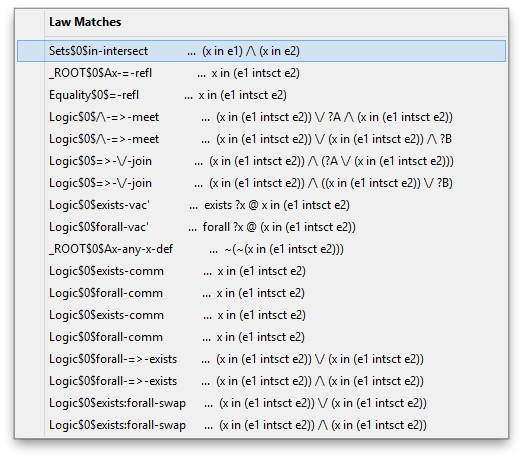 Law Matches
Sets$0$in-intersect ... (x in e1) /\ (x in e2)
_ROOT$0$Ax-=-refl ... x in (e1 intsct e2)
Equality$0$=-refl ... x in (e1 intsct e2)
Logic$0$/\-=>-meet ... (x in (e1 intsct e2)) \/ ?A /\ (x in (e1 intsct e2))
Logic$0$/\-=>-meet ... (x in (e1 intsct e2)) \/ (x in (e1 intsct e2)) /\ ?B
Logic$0$=>-\/-join ... (x in (e1 intsct e2)) /\ (?A \/ (x in (e1 intsct e2)))
Logic$0$=>-\/-join ... (x in (e1 intsct e2)) /\ ((x in (e1 intsct e2)) \/ ?B)
Logic$0$exists-vac' ... exists ?x @ x in (e1 intsct e2)
Logic$0$forall-vac' ... forall ?x @ (x in (e1 intsct e2))
_ROOT$0$Ax-any-x-def ... ~(~(x in (e1 intsct e2)))
Logic$0$exists-comm ... x in (e1 intsct e2)
Logic$0$forall-comm ... x in (e1 intsct e2)
Logic$0$exists-comm ... x in (e1 intsct e2)
Logic$0$forall-comm ... x in (e1 intsct e2)
Logic$0$forall-=>-exists ... (x in (e1 intsct e2)) \/ (x in (e1 intsct e2))
Logic$0$forall-=>-exists ... (x in (e1 intsct e2)) /\ (x in (e1 intsct e2))
Logic$0$exists:forall-swap ... (x in (e1 intsct e2)) \/ (x in (e1 intsct e2))
Logic$0$exists:forall-swap ... (x in (e1 intsct e2)) /\ (x in (e1 intsct e2))